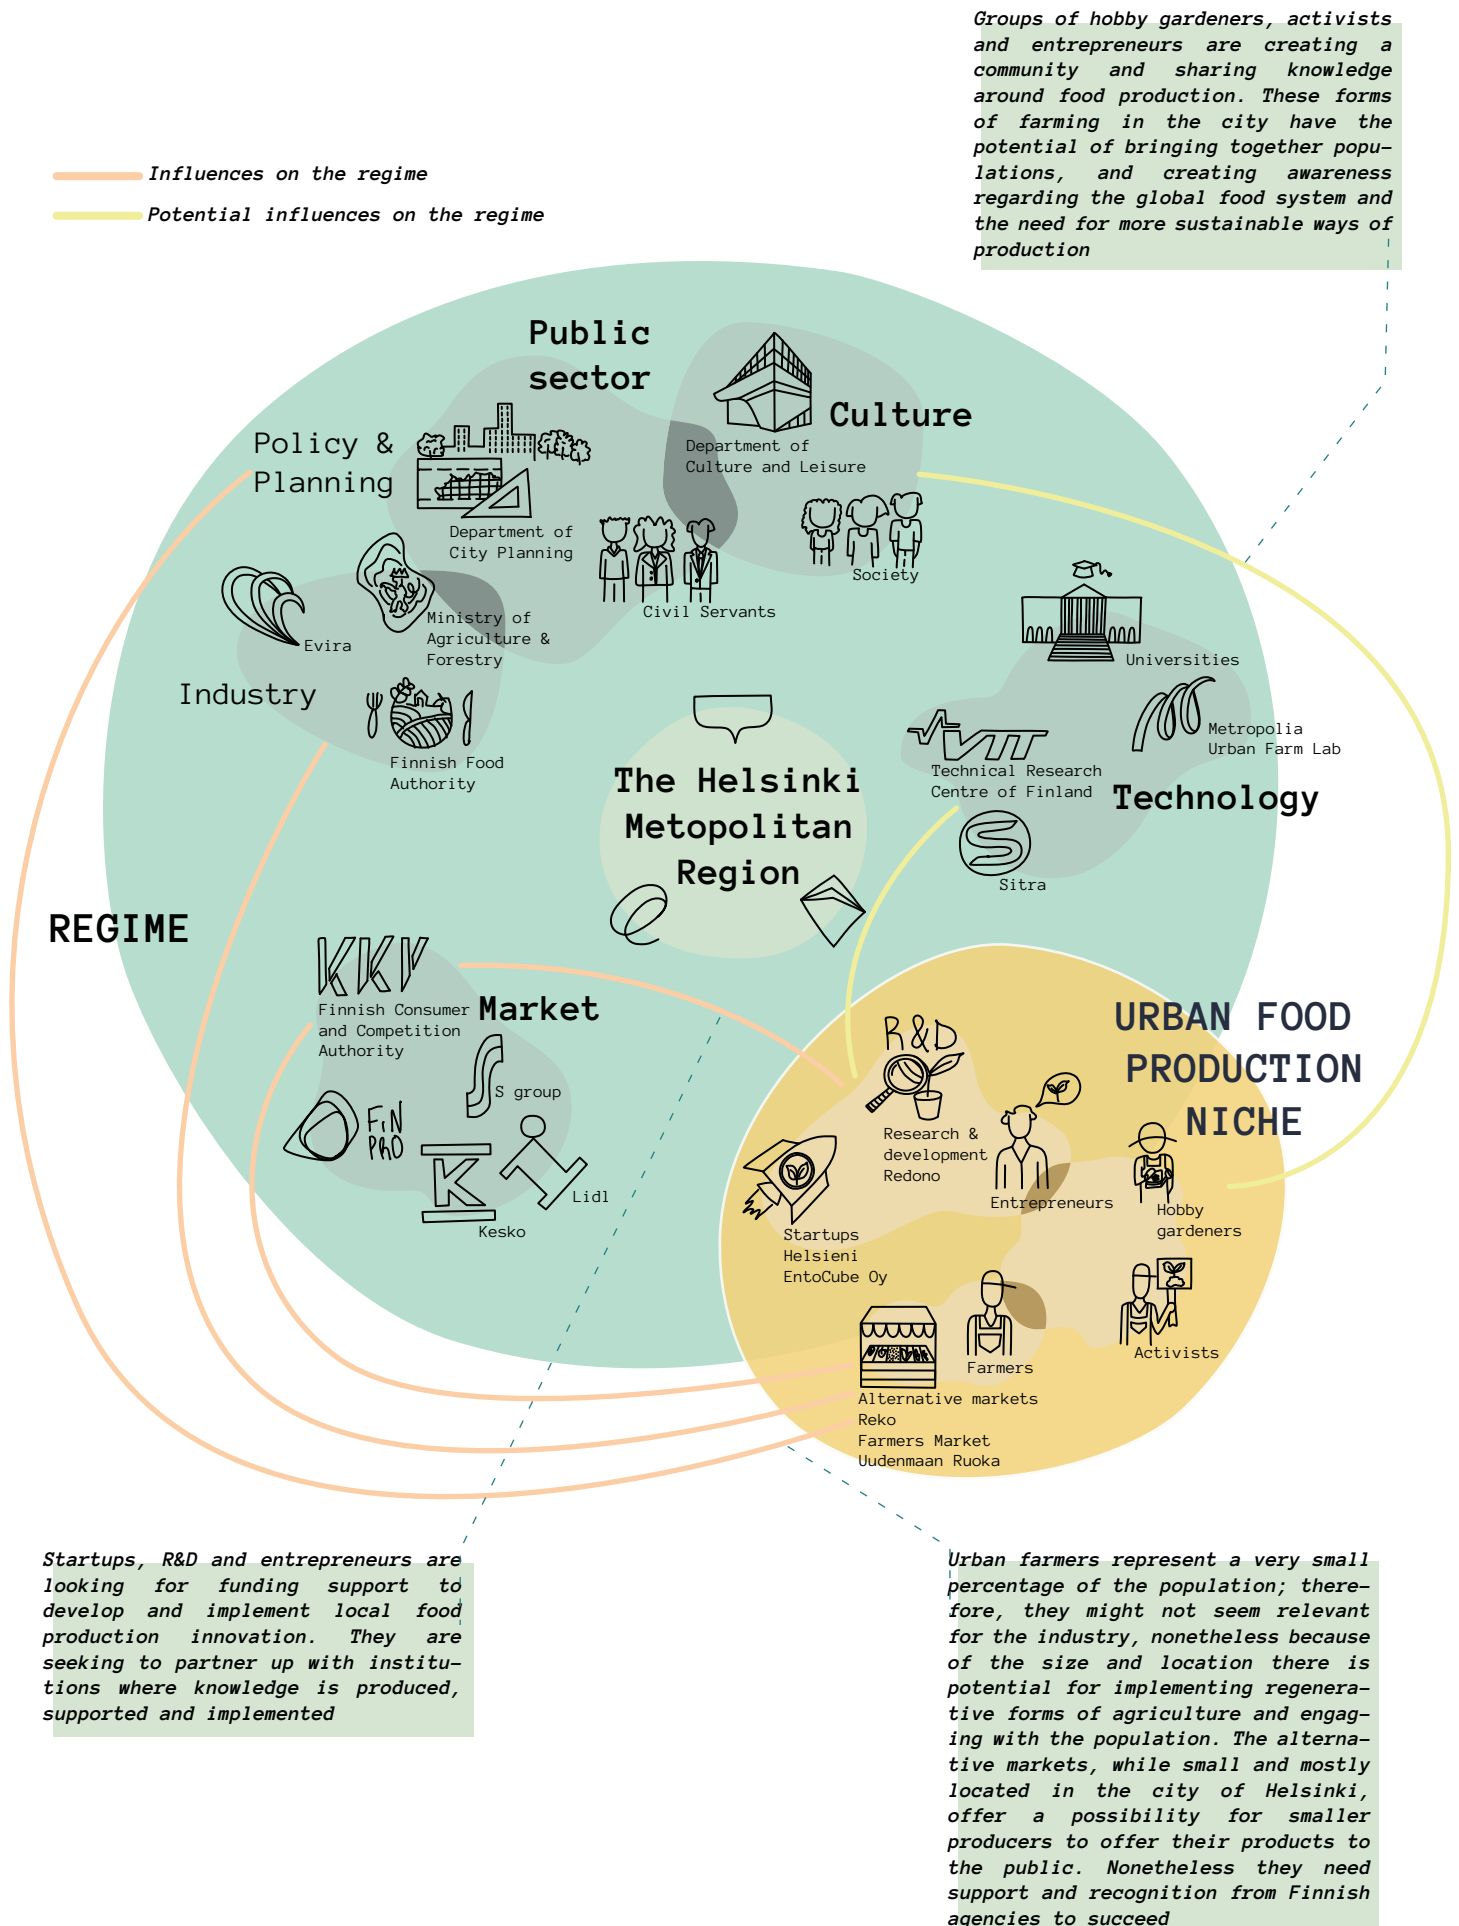 Groups of hobby gardeners, activists
and entrepreneurs are creating a
community and sharing knowledge
around food production. These forms
of farming in the city have the
potential of bringing together popu-
lations, and creating awareness
regarding the global food system and
the need for more sustainable ways of
production
Influences on the regime
Potential influences on the regime
Public
sector
Culture
Policy &
Planning
Department of
Culture and Leisure
Department of
City Planning
Society
Civil Servants
Ministry of
Agriculture &
Forestry
Evira
Industry
Finnish Food
Authority
Universities
Metropolia
Urban Farm Lab
VTT
Technical Research
Centre of Finland
Technology
Sitra
The Helsinki
Metopolitan
Region
REGIME
KKV
Finnish Consumer
and Competition
Authority
Market
S group
FiN
PRO
K
Lidl
Kesko
URBAN FOOD
PRODUCTION
NICHE
R&D
Research &
development
Redono
Entrepreneurs
Hobby
gardeners
Startups
Helsieni
EntoCube Oy
Farmers
Activists
Alternative markets
Reko
Farmers Market
Uudenmaan Ruoka
Startups, R&D and entrepreneurs are
looking for funding support to
develop and implement local food
production innovation. They are
seeking to partner up with institu-
tions where knowledge is produced,
supported and implemented
Urban farmers represent a very small
percentage of the population; there-
fore, they might not seem relevant
for the industry, nonetheless because
of the size and location there is
potential for implementing regenera-
tive forms of agriculture and engag-
ing with the population. The alterna-
tive markets, while small and mostly
located in the city of Helsinki,
offer a possibility for smaller
producers to offer their products to
the public. Nonetheless they need
support and recognition from Finnish
agencies to succeed